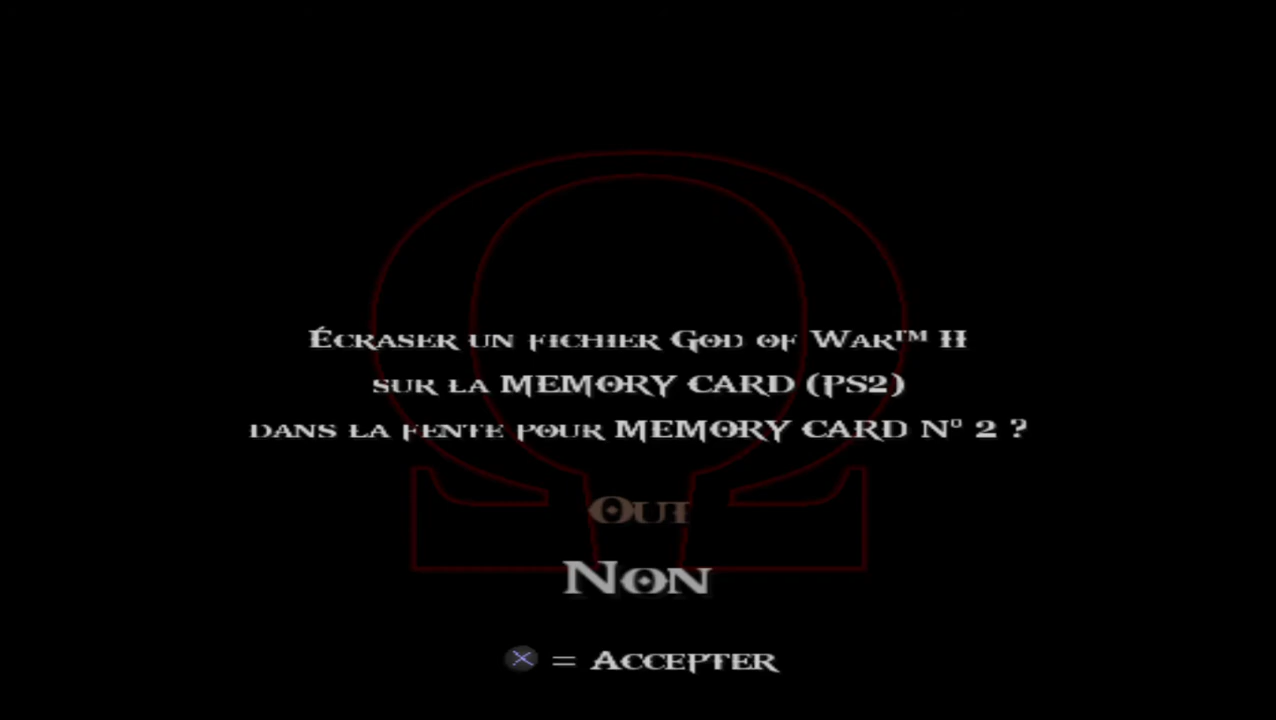 Écraser un fichier God of War™ II
sur la MEMORY CARD (PS2)
dans la fente pour MEMORY CARD N° 2 ?
Oui
Non
= Accepter